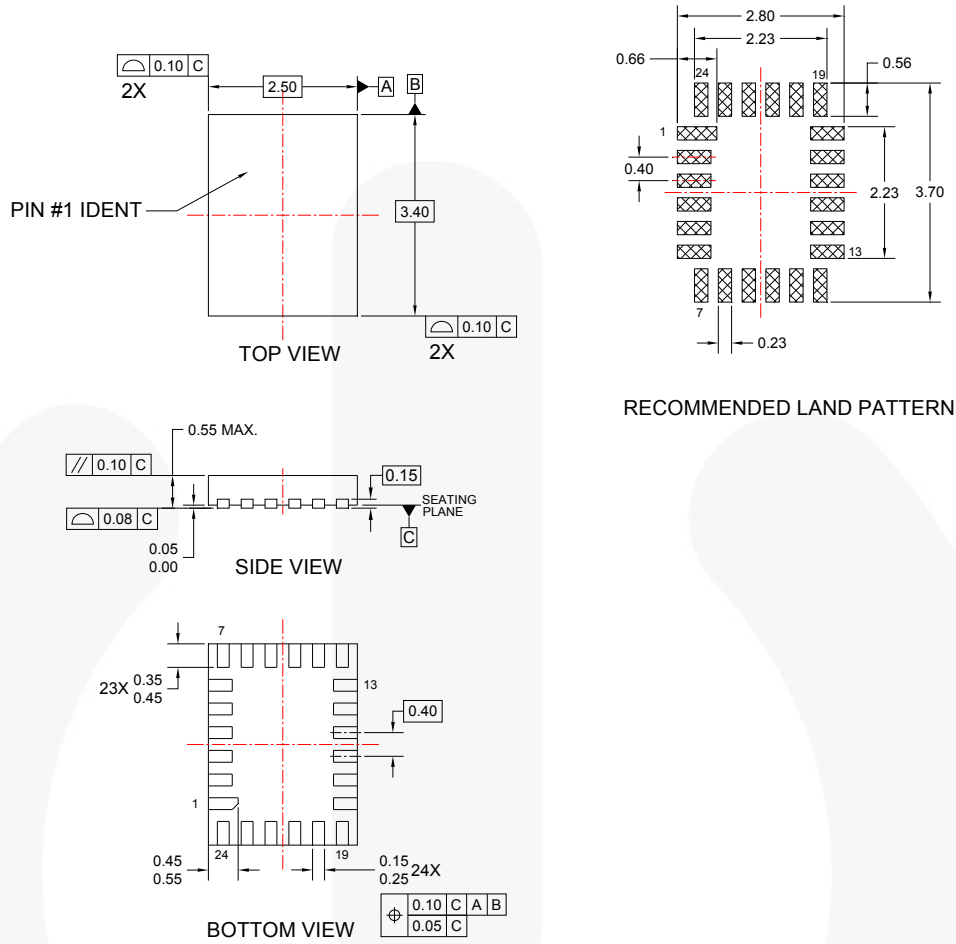 0.10 C
2X
2.50
A
B
PIN #1 IDENT
3.40
0.10 C
2X
TOP VIEW
2.80
2.23
0.66
24
19
0.56
1
0.40
2.23
3.70
13
7
0.23
RECOMMENDED LAND PATTERN
0.55 MAX.
// 0.10 C
0.15
SEATING
PLANE
0.08 C
C
0.05
0.00
SIDE VIEW
7
23X 0.35
0.45
13
0.40
1
24
19
0.45
0.55
0.15
0.25 24X
0.10 C A B
0.05 C
BOTTOM VIEW